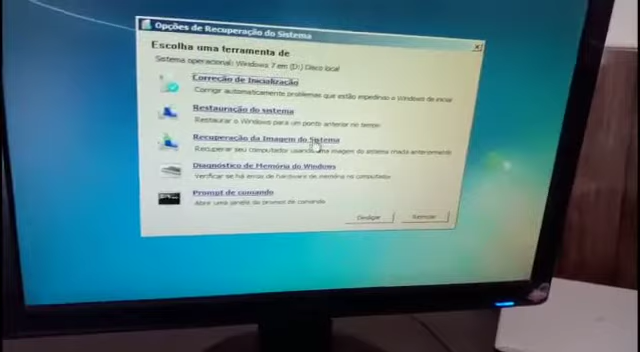 Opções de Recuperação do Sistema
Escolha uma ferramenta de
Sistema operacional: Windows 7 em (D:) Disco local
Correção de Inicialização
Corrigir automaticamente problemas que estão impedindo o Windows de iniciar
Restauração do sistema
Restaurar o Windows para um ponto anterior no tempo
Recuperação da Imagem do Sistema
Recuperar seu computador usando uma imagem do sistema criada anteriormente
Diagnóstico de Memória do Windows
Verificar se há erros de hardware de memória no computador
Prompt de comando
Abrir uma janela do prompt de comando
Desligar
Reiniciar